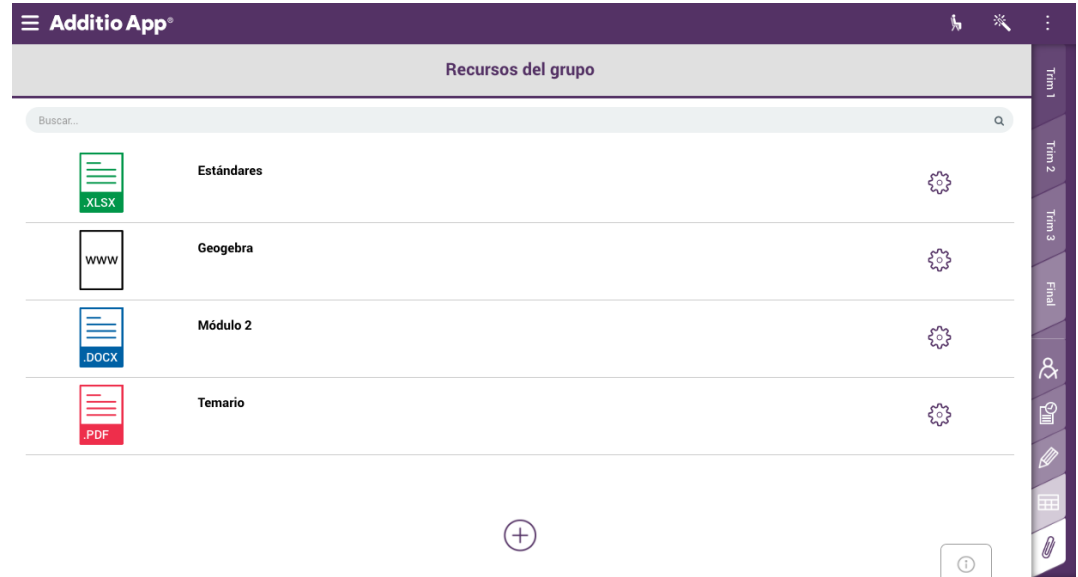 Additio App®
Recursos del grupo
Buscar...
Estándares
.XLSX
Geogebra
www
Módulo 2
.DOCX
Temario
.PDF
Trim 1
Trim 2
Trim 3
Final